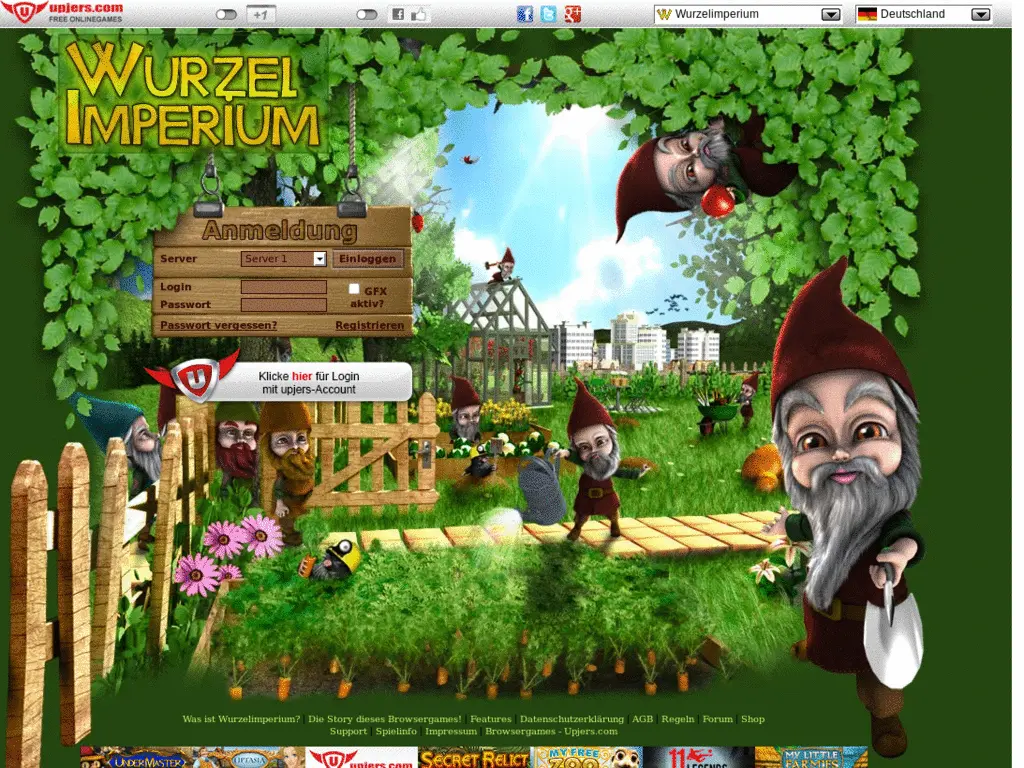 upjers.com
FREE ONLINEGAMES
+1
Wurzelimperium
Deutschland
WURZEL
IMPERIUM
Anmeldung
Server
Server 1
Einloggen
Login
GFX
aktiv?
Passwort
Passwort vergessen?
Registrieren
Klicke hier für Login
mit upjers-Account
Was ist Wurzelimperium? | Die Story dieses Browsergames! | Features | Datenschutzerklärung | AGB | Regeln | Forum | Shop
Support | Spielinfo | Impressum | Browsergames - Upjers.com
UNDERMASTER
UPTASIA
upjers.com
SECRET RELICT
MY FREE
ZOO
11
LEGENDS
MY LITTLE
FARMIES